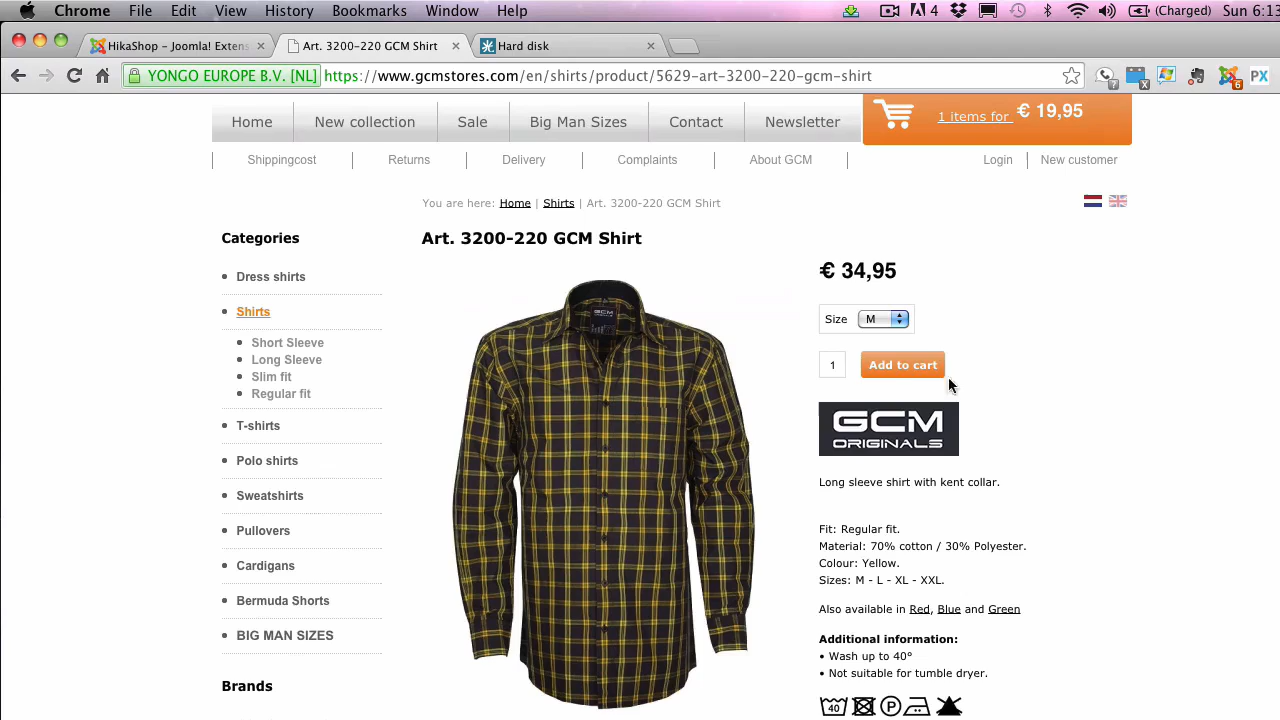 Chrome File Edit View History Bookmarks Window Help 4 (Charged) Sun 6:13
HikaShop - Joomla! Extens Art. 3200-220 GCM Shirt Hard disk
YONGO EUROPE B.V. [NL] https://www.gcmstores.com/en/shirts/product/5629-art-3200-220-gcm-shirt
Home New collection Sale Big Man Sizes Contact Newsletter 1 items for € 19,95
Shippingcost Returns Delivery Complaints About GCM Login New customer
You are here: Home | Shirts | Art. 3200-220 GCM Shirt
Categories
Dress shirts
Shirts
Short Sleeve
Long Sleeve
Slim fit
Regular fit
T-shirts
Polo shirts
Sweatshirts
Pullovers
Cardigans
Bermuda Shorts
BIG MAN SIZES
Brands
Art. 3200-220 GCM Shirt
GCM
€ 34,95
Size M
1 Add to cart
GCM
ORIGINALS
Long sleeve shirt with kent collar.
Fit: Regular fit.
Material: 70% cotton / 30% Polyester.
Colour: Yellow.
Sizes: M - L - XL - XXL.
Also available in Red, Blue and Green
Additional information:
• Wash up to 40°
• Not suitable for tumble dryer.
40 P